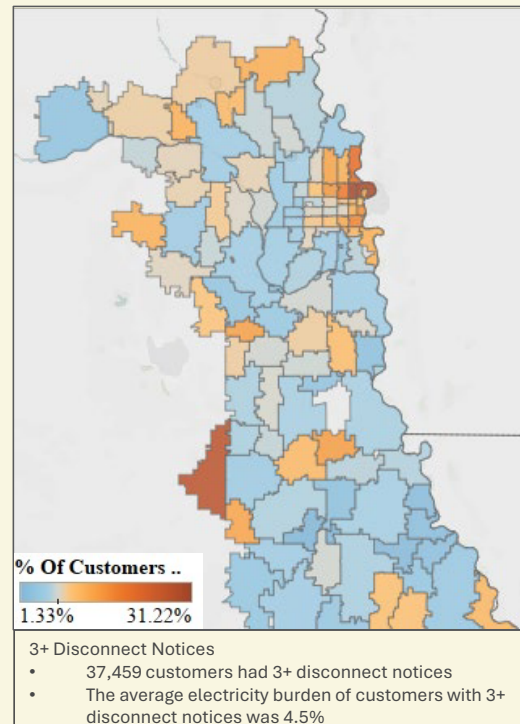 % Of Customers ..
1.33% 31.22%
3+ Disconnect Notices
• 37,459 customers had 3+ disconnect notices
• The average electricity burden of customers with 3+
disconnect notices was 4.5%